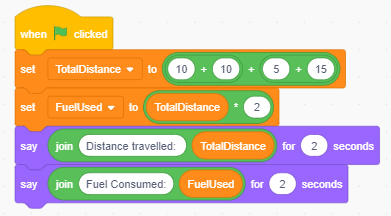 when clicked
set TotalDistance to 10 + 10 + 5 + 15
set FuelUsed to TotalDistance * 2
say join Distance travelled: TotalDistance for 2 seconds
say join Fuel Consumed: FuelUsed for 2 seconds